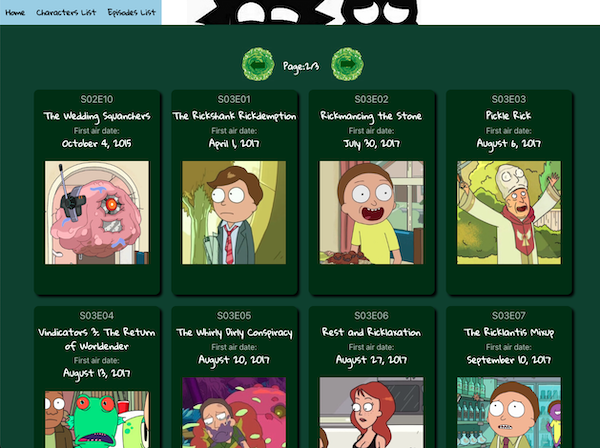 Home Characters List Episodes List
Page:2/3
S02E10
The Wedding Squanchers
First air date:
October 4, 2015
S03E01
The Rickshank Rickdemption
First air date:
April 1, 2017
S03E02
Rickmancing the Stone
First air date:
July 30, 2017
S03E03
Pickle Rick
First air date:
August 6, 2017
S03E04
Vindicators 3: The Return
of Worldender
First air date:
August 13, 2017
S03E05
The Whirly Dirly Conspiracy
First air date:
August 20, 2017
S03E06
Rest and Ricklaxation
First air date:
August 27, 2017
S03E07
The Ricklantis Mixup
First air date:
September 10, 2017